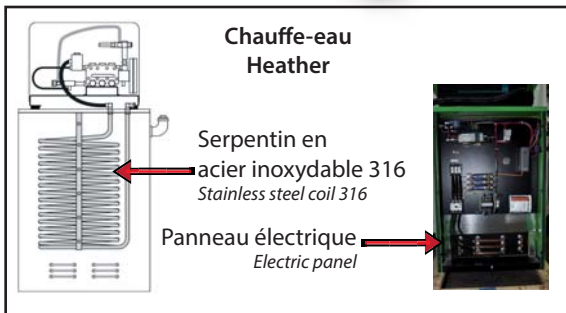 Chauffe-eau
Heather
Serpentin en
acier inoxydable 316
Stainless steel coil 316
Panneau électrique
Electric panel